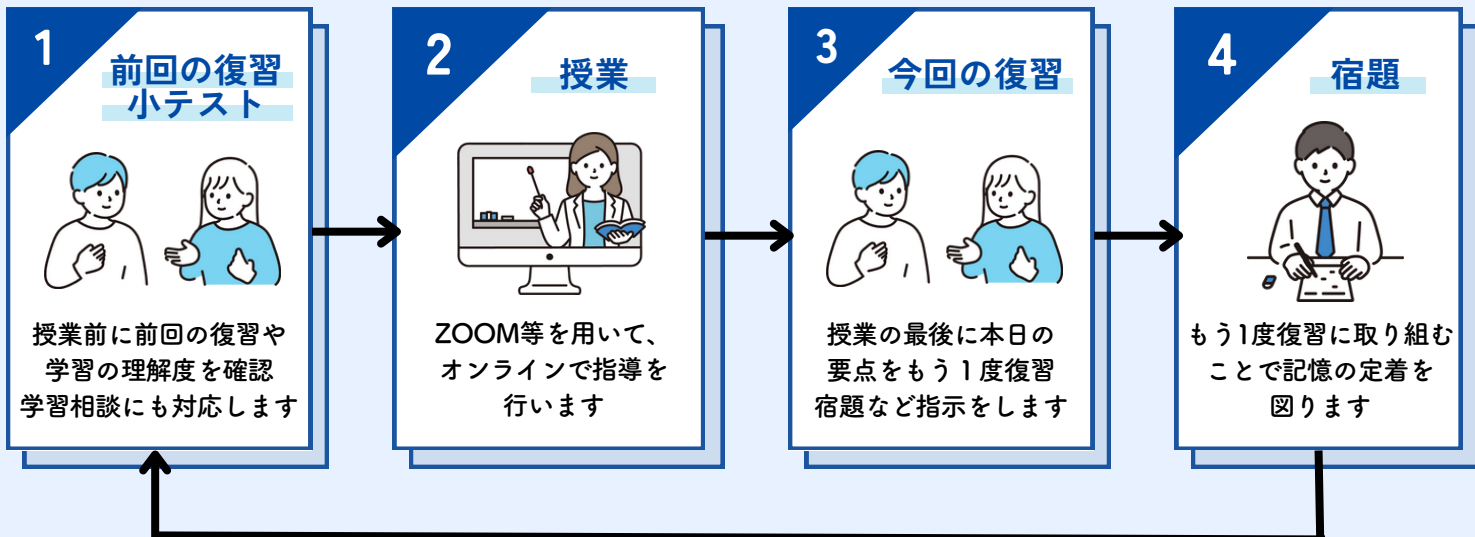 1
前回の復習
小テスト
授業前に前回の復習や
学習の理解度を確認
学習相談にも対応します
2
授業
ZOOM等を用いて、
オンラインで指導を
行います
3
今回の復習
授業の最後に本日の
要点をもう１度復習
宿題など指示をします
4
宿題
もう1度復習に取り組む
ことで記憶の定着を
図ります